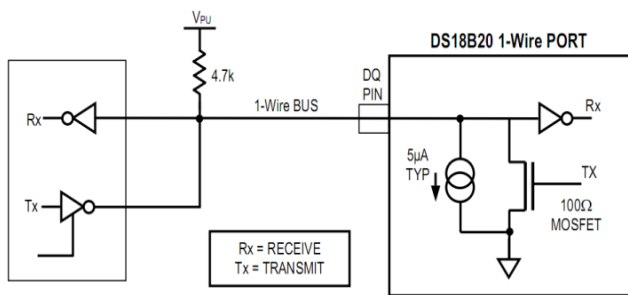 V_PU
DS18B20 1-Wire PORT
4.7k
DQ
PIN
1-Wire BUS
Rx
Rx
5µA
TYP
Tx
TX
100Ω
MOSFET
Rx = RECEIVE
Tx = TRANSMIT